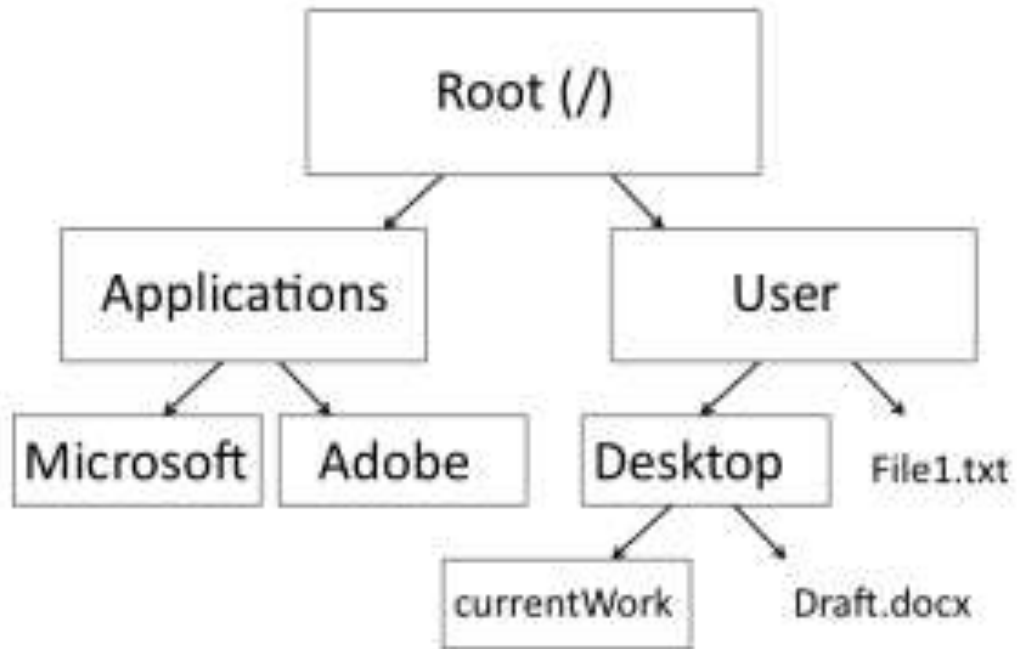 Root (/)
Applications
User
Microsoft
Adobe
Desktop
File1.txt
currentWork
Draft.docx